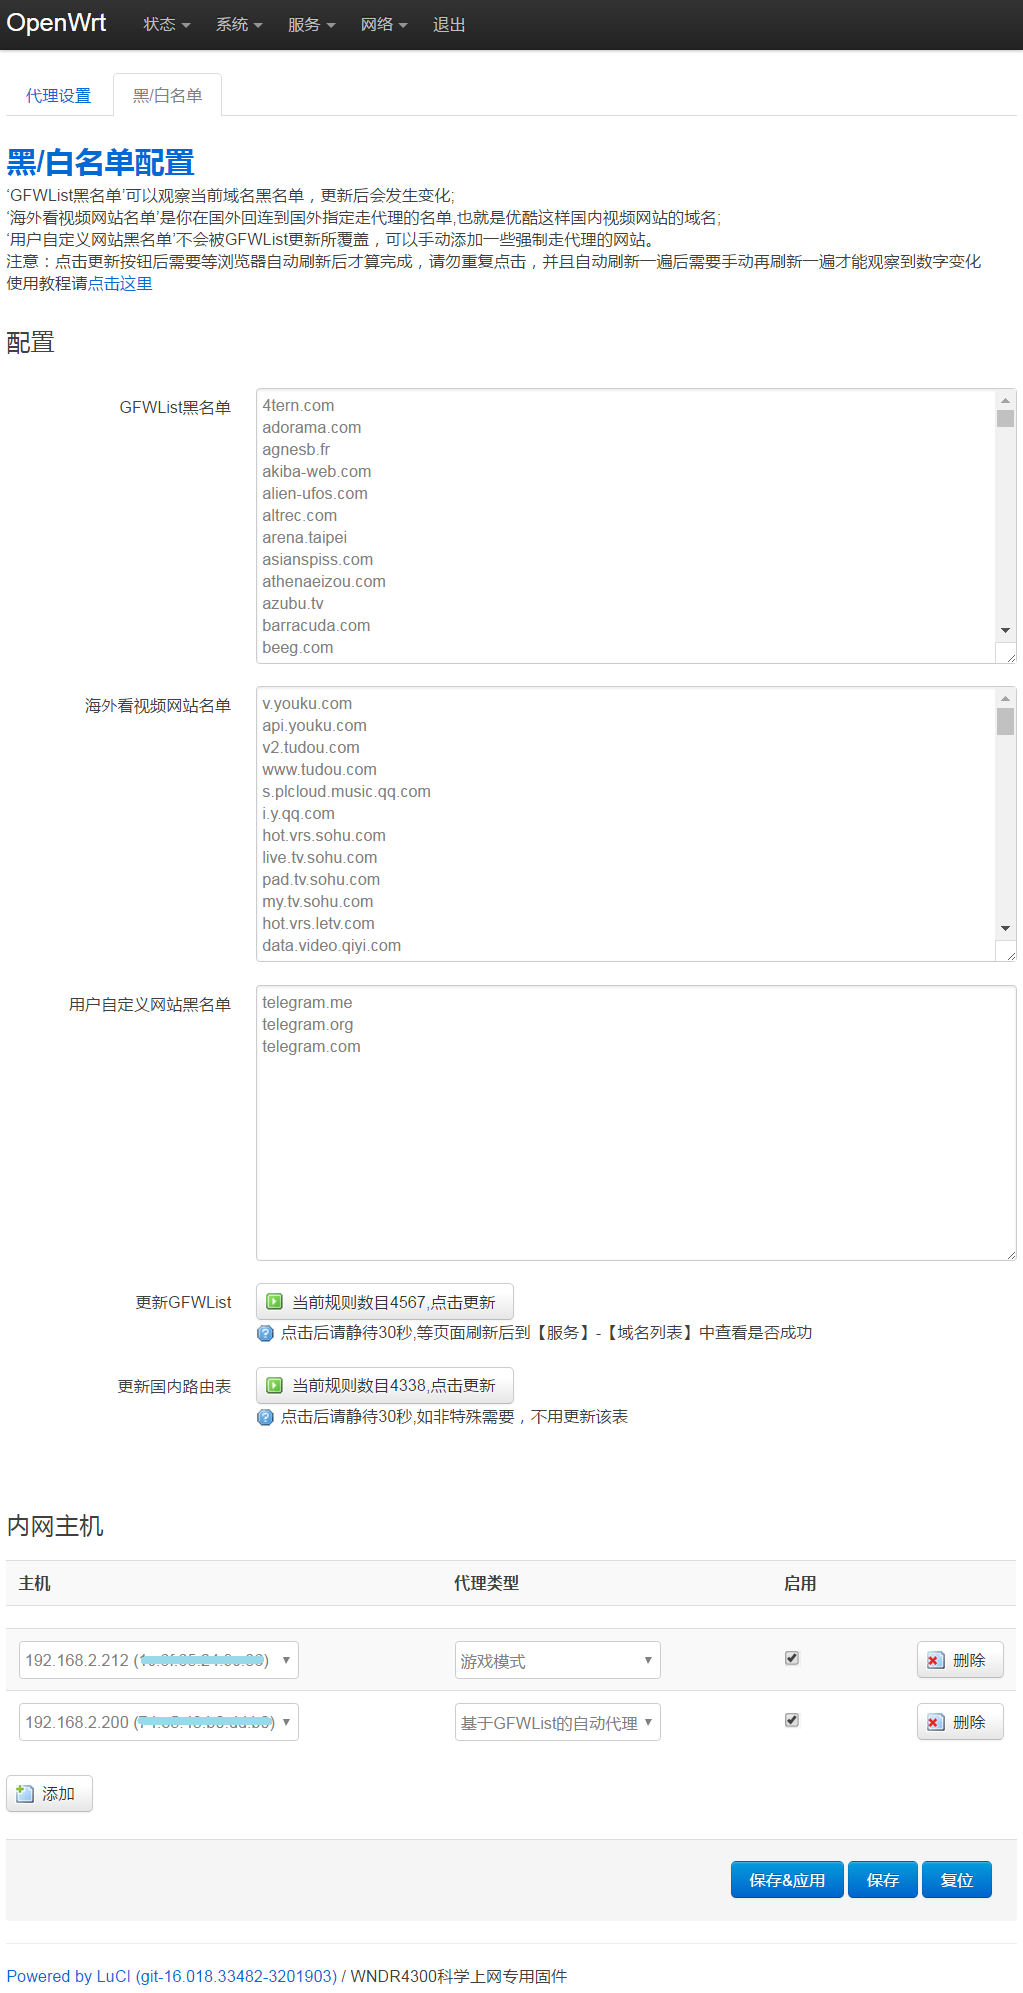 OpenWrt 状态 系统 服务 网络 退出
代理设置 黑/白名单
黑/白名单配置
‘GFWList黑名单’可以观察当前域名黑名单，更新后会发生变化;
‘海外看视频网站名单’是你在国外回连到国外指定走代理的名单,也就是优酷这样国内视频网站的域名;
‘用户自定义网站黑名单’不会被GFWList更新所覆盖，可以手动添加一些强制走代理的网站。
注意：点击更新按钮后需要等浏览器自动刷新后才算完成，请勿重复点击，并且自动刷新一遍后需要手动再刷新一遍才能观察到数字变化
使用教程请点击这里
配置
GFWList黑名单
4tern.com
adorama.com
agnesb.fr
akiba-web.com
alien-ufos.com
altrec.com
arena.taipei
asianspiss.com
athenaeizou.com
azubu.tv
barracuda.com
beeg.com
海外看视频网站名单
v.youku.com
api.youku.com
v2.tudou.com
www.tudou.com
s.plcloud.music.qq.com
i.y.qq.com
hot.vrs.sohu.com
live.tv.sohu.com
pad.tv.sohu.com
my.tv.sohu.com
hot.vrs.letv.com
data.video.qiyi.com
用户自定义网站黑名单
telegram.me
telegram.org
telegram.com
更新GFWList 当前规则数目4567,点击更新
点击后请静待30秒,等页面刷新后到【服务】-【域名列表】中查看是否成功
更新国内路由表 当前规则数目4338,点击更新
点击后请静待30秒,如非特殊需要，不用更新该表
内网主机
主机 代理类型 启用
192.168.2.212 游戏模式 删除
192.168.2.200 基于GFWList的自动代理 删除
添加
保存&应用 保存 复位
Powered by LuCI (git-16.018.33482-3201903) / WNDR4300科学上网专用固件